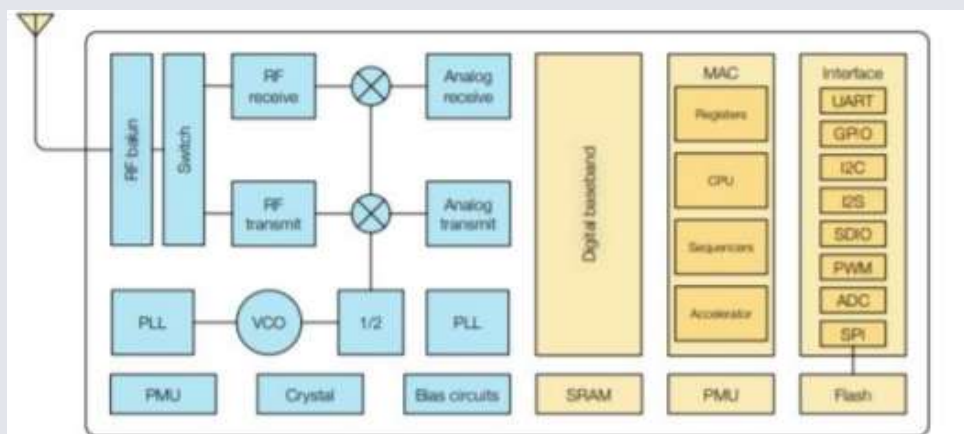 RF balun
Switch
RF
receive
Analog
receive
RF
transmit
Analog
transmit
PLL
VCO
1/2
PLL
PMU
Crystal
Bias circuits
Digital baseband
SRAM
MAC
Registers
CPU
Sequencers
Accelerator
PMU
Interface
UART
GPIO
I2C
I2S
SDIO
PWM
ADC
SPI
Flash